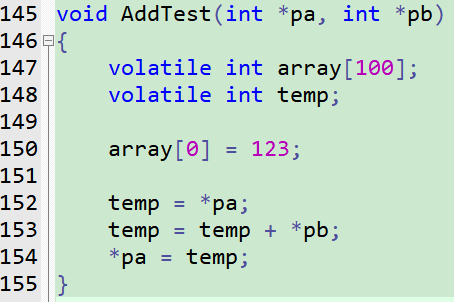 145 void AddTest(int *pa, int *pb)
146 {
147     volatile int array[100];
148     volatile int temp;
149
150     array[0] = 123;
151
152     temp = *pa;
153     temp = temp + *pb;
154     *pa = temp;
155 }